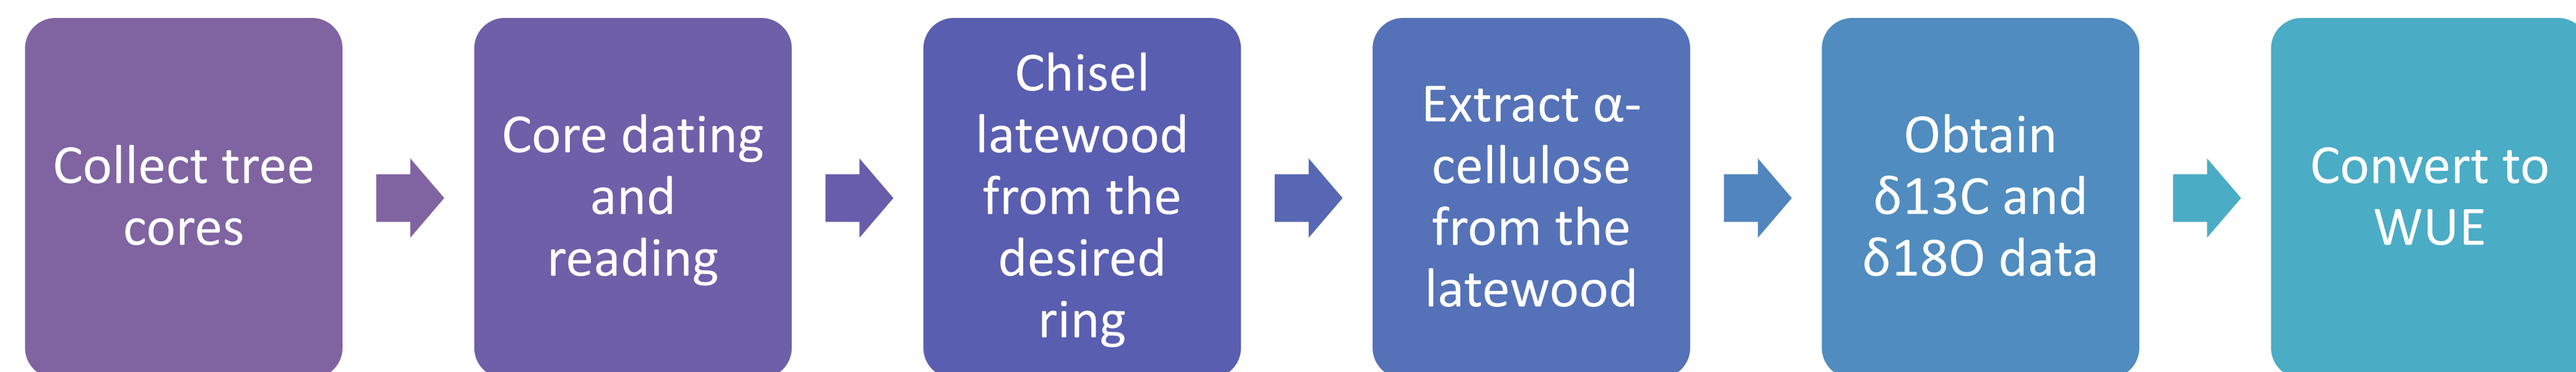 Collect tree
cores
Core dating
and
reading
Chisel
latewood
from the
desired
ring
Extract α-
cellulose
from the
latewood
Obtain
δ13C and
δ18O data
Convert to
WUE